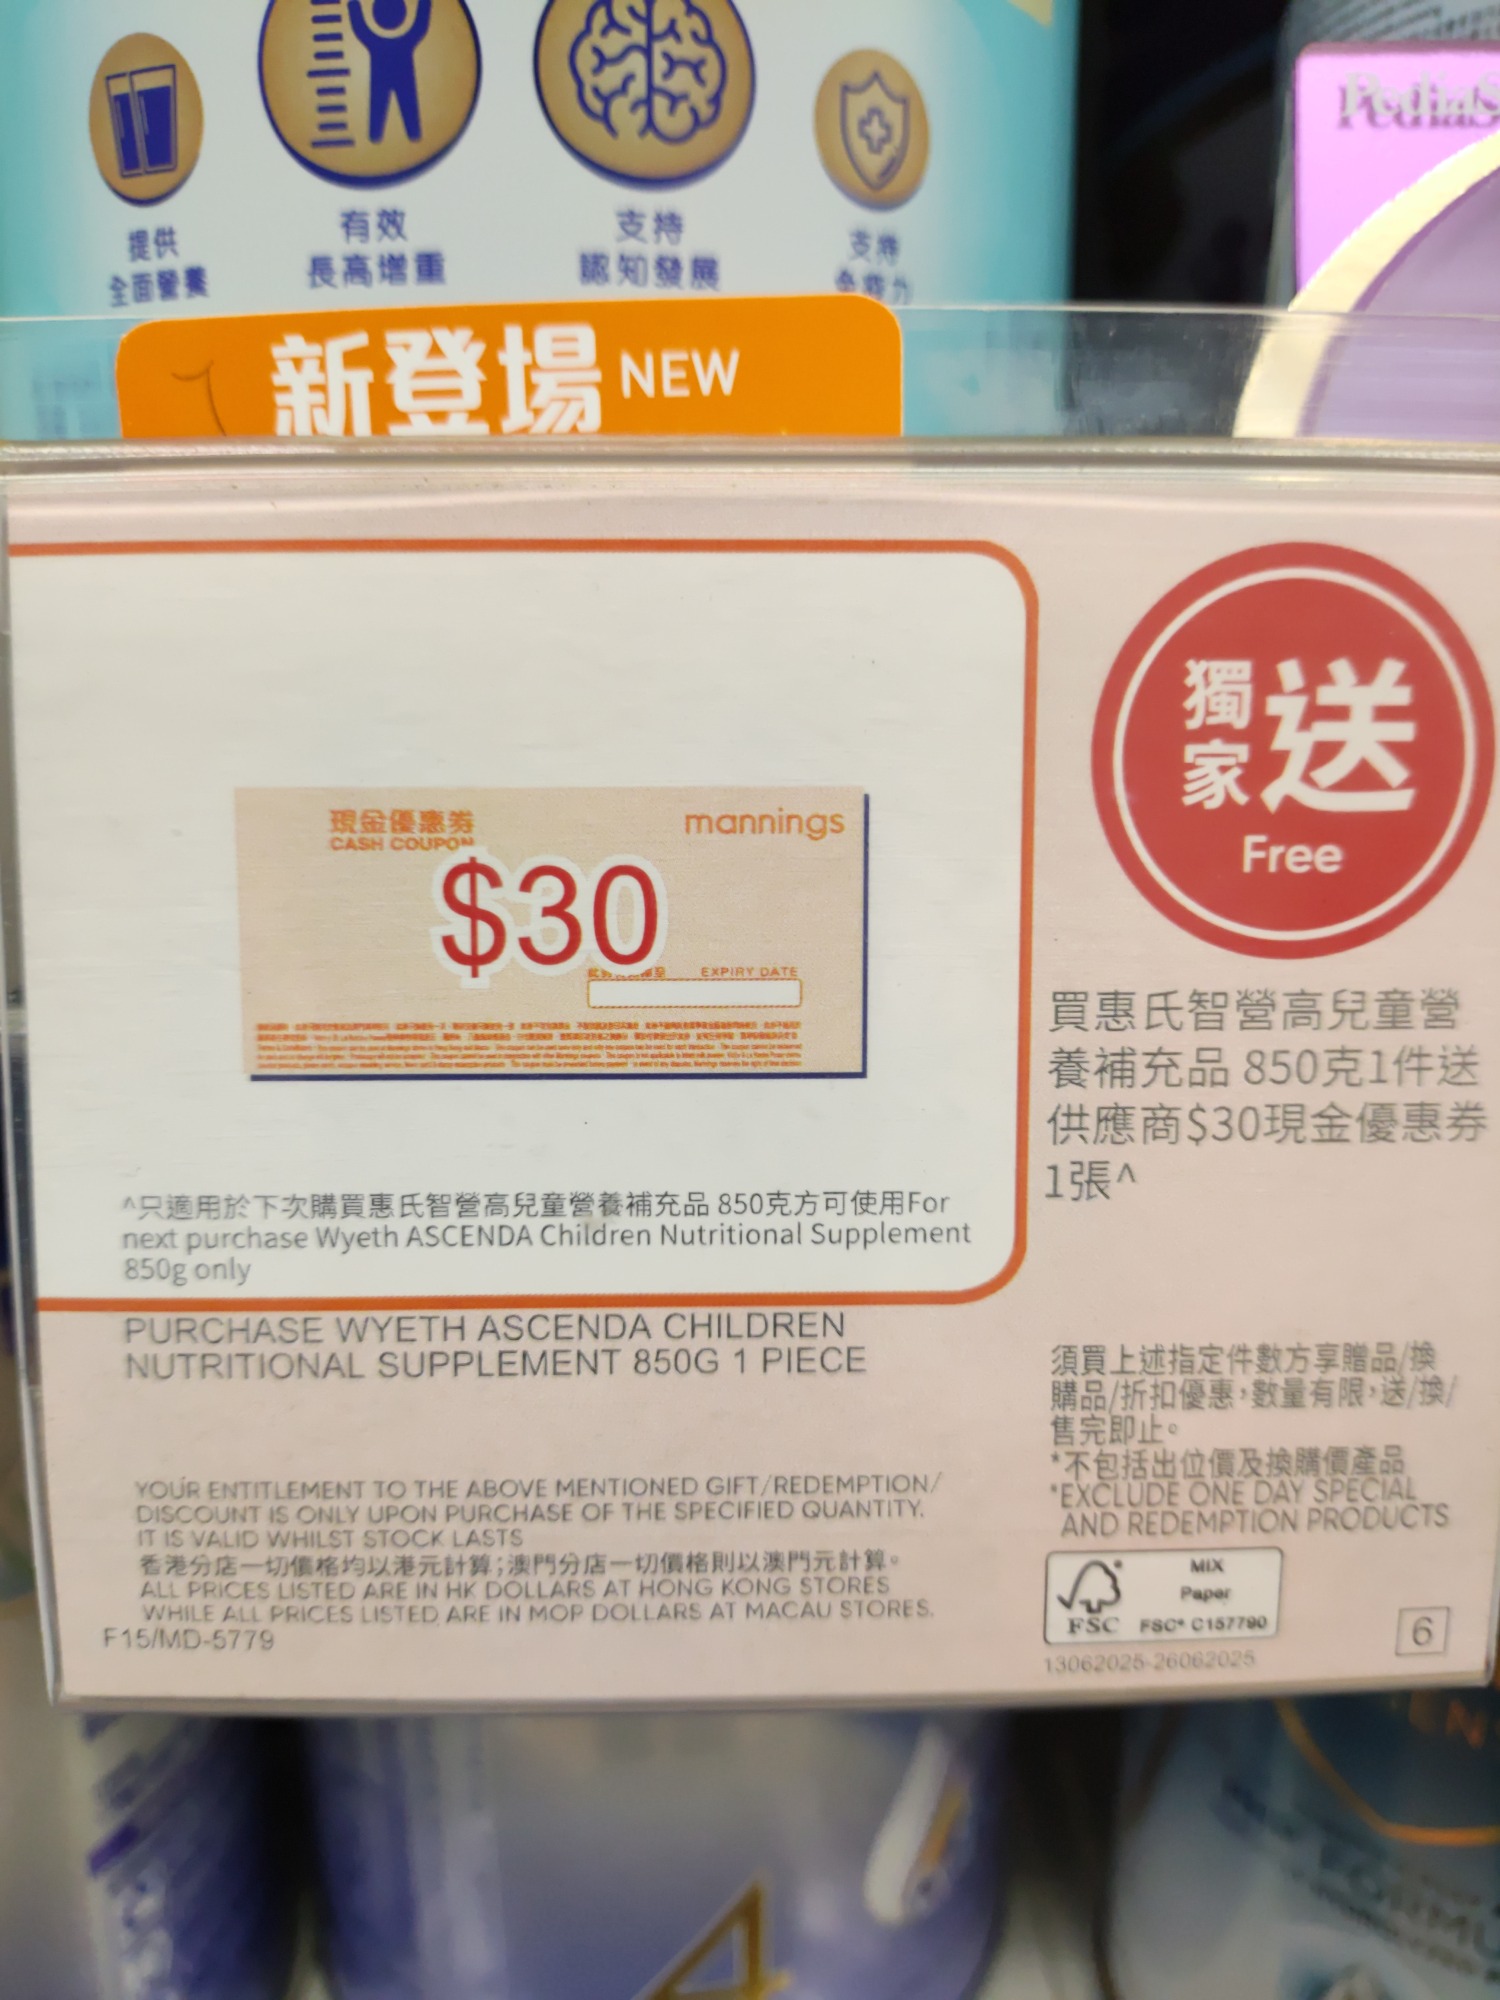 提供
全面營養
有效
長高增重
支持
認知發展
支持
免疫力
PediaS
新登場 NEW
現金優惠券
CASH COUPON
mannings
$30
EXPIRY DATE
^只適用於下次購買惠氏智營高兒童營養補充品 850克方可使用For
next purchase Wyeth ASCENDA Children Nutritional Supplement
850g only
獨家送
Free
買惠氏智營高兒童營
養補充品 850克1件送
供應商$30現金優惠券
1張^
PURCHASE WYETH ASCENDA CHILDREN
NUTRITIONAL SUPPLEMENT 850G 1 PIECE
須買上述指定件數方享贈品/換
購品/折扣優惠，數量有限，送/換/
售完即止。
*不包括出位價及換購價產品
*EXCLUDE ONE DAY SPECIAL
AND REDEMPTION PRODUCTS
YOUR ENTITLEMENT TO THE ABOVE MENTIONED GIFT/REDEMPTION/
DISCOUNT IS ONLY UPON PURCHASE OF THE SPECIFIED QUANTITY.
IT IS VALID WHILST STOCK LASTS
香港分店一切價格均以港元計算；澳門分店一切價格則以澳門元計算。
ALL PRICES LISTED ARE IN HK DOLLARS AT HONG KONG STORES
WHILE ALL PRICES LISTED ARE IN MOP DOLLARS AT MACAU STORES.
F15/MD-5779
FSC
MIX
Paper
FSC® C157790
6
13062025-26062025
4